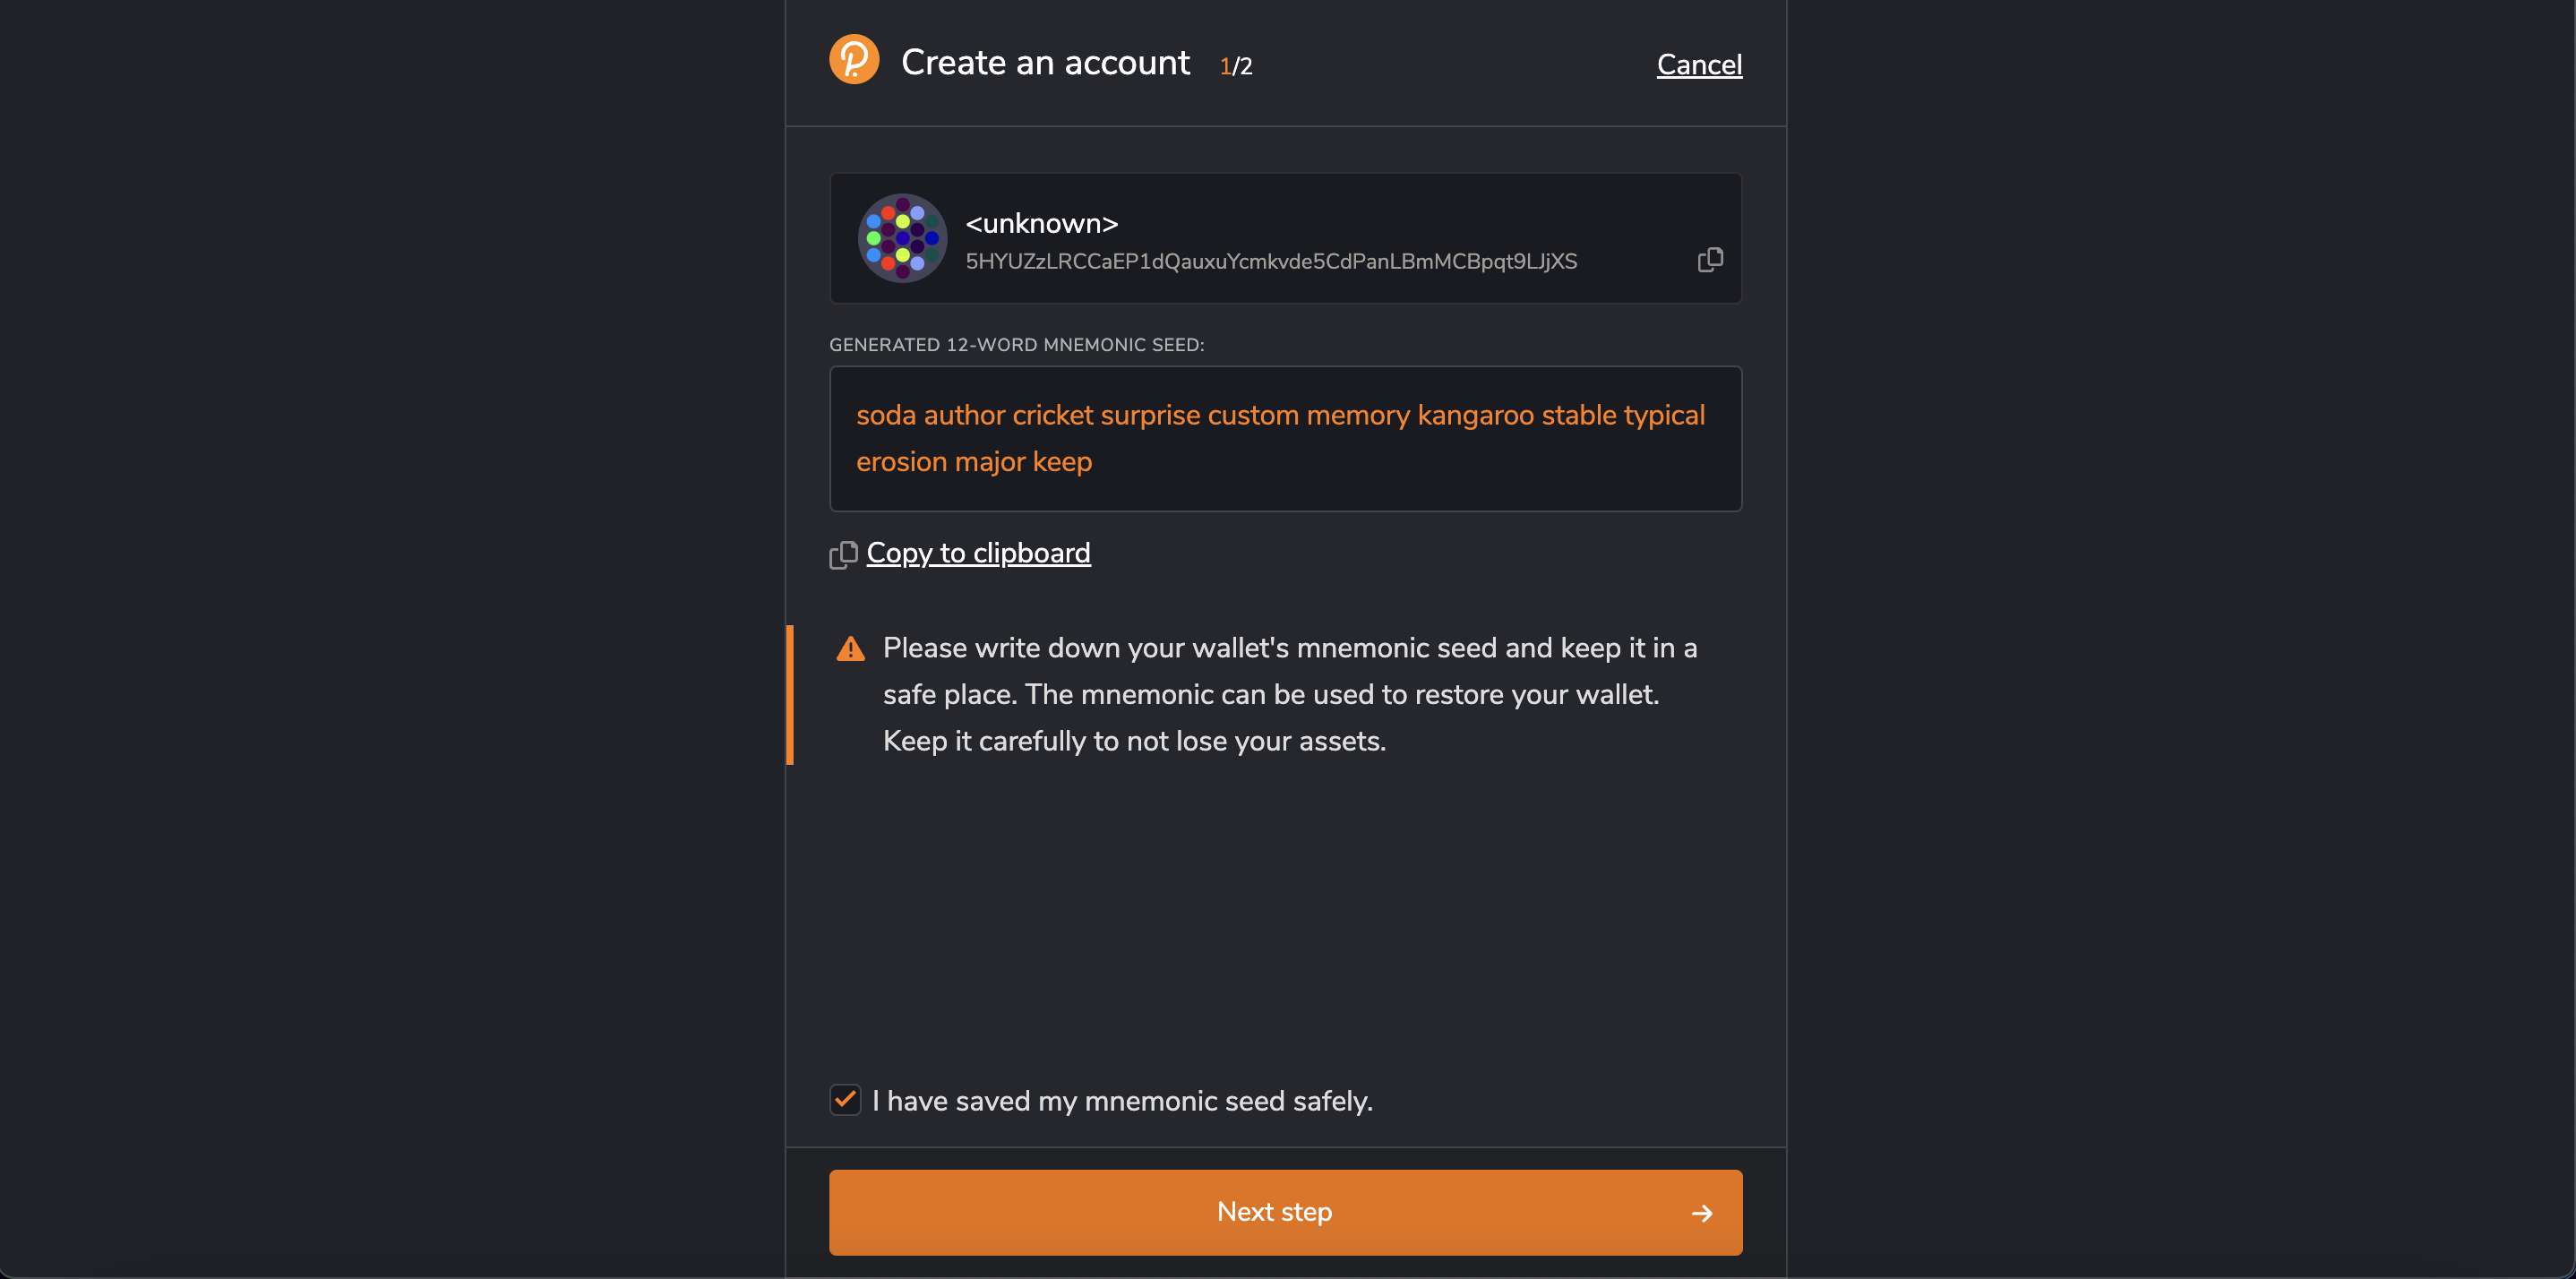 Create an account 1/2 Cancel
<unknown>
5HYUZzLRCCaEP1dQauxuYcmkvde5CdPanLBmMCBpqt9LJjXS
GENERATED 12-WORD MNEMONIC SEED:
soda author cricket surprise custom memory kangaroo stable typical
erosion major keep
Copy to clipboard
Please write down your wallet's mnemonic seed and keep it in a
safe place. The mnemonic can be used to restore your wallet.
Keep it carefully to not lose your assets.
I have saved my mnemonic seed safely.
Next step